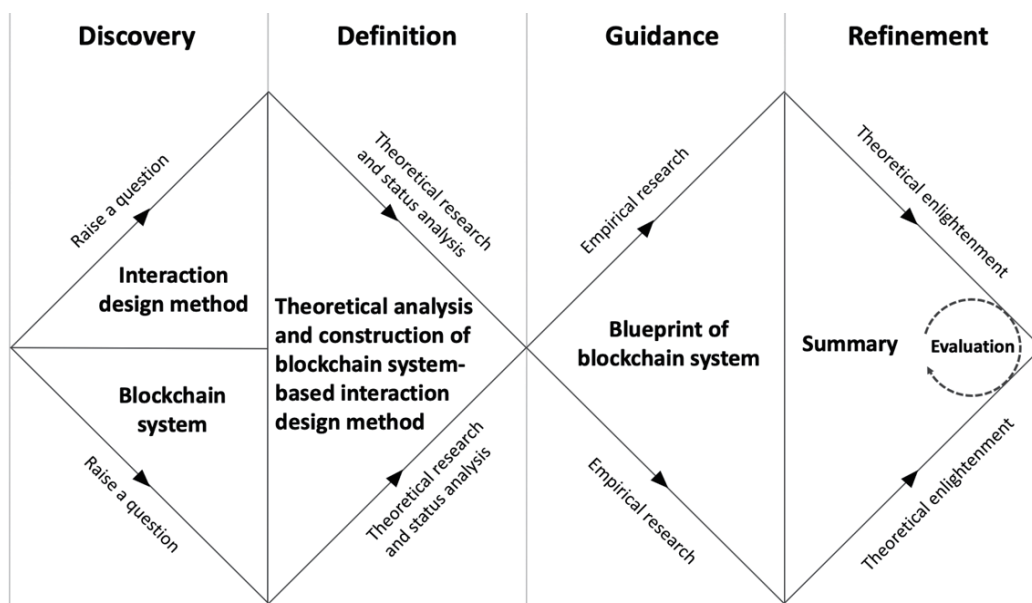 Discovery
Definition
Guidance
Refinement
Raise a question
Theoretical research
and status analysis
Empirical research
Theoretical enlightenment
Interaction
design method
Theoretical analysis
and construction of
blockchain system-
based interaction
design method
Blueprint of
blockchain system
Summary
Evaluation
Blockchain
system
Raise a question
Theoretical research
and status analysis
Empirical research
Theoretical enlightenment